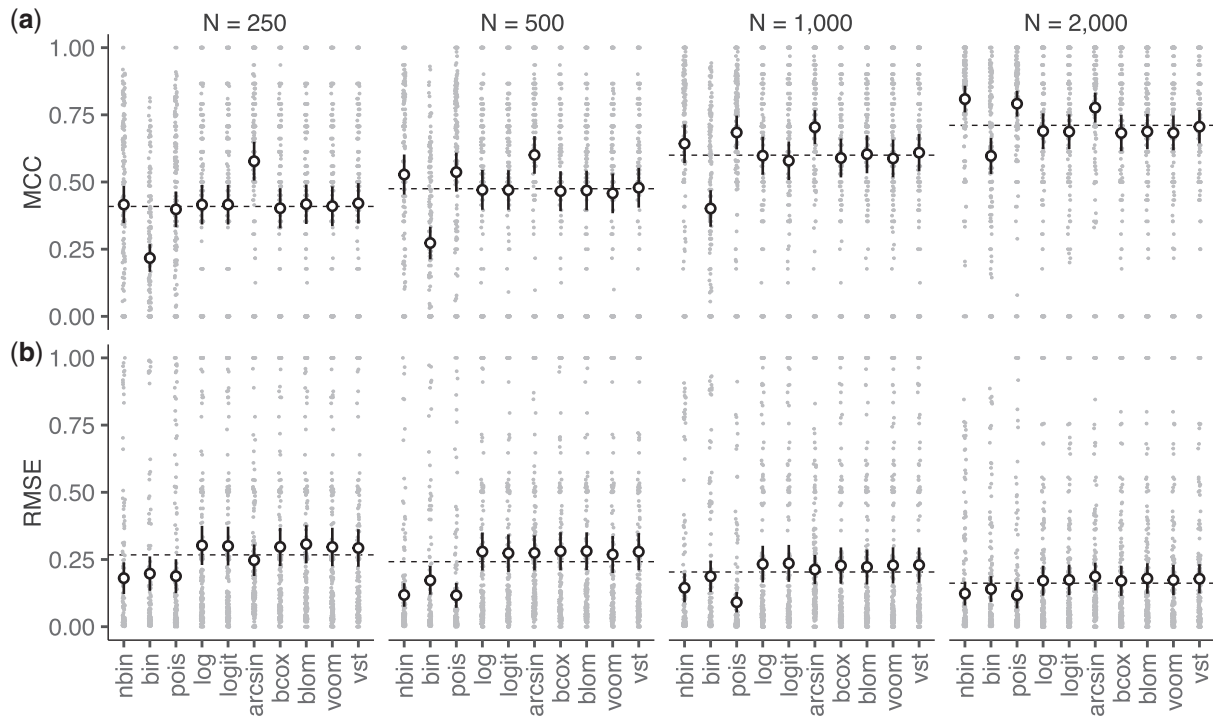 (a) N = 250 N = 500 N = 1,000 N = 2,000
1.00
0.75
0.50
0.25
0.00
MCC
(b)
1.00
0.75
0.50
0.25
0.00
RMSE
nbin bin pois log logit arcsin bcox blom voom vst nbin bin pois log logit arcsin bcox blom voom vst nbin bin pois log logit arcsin bcox blom voom vst nbin bin pois log logit arcsin bcox blom voom vst